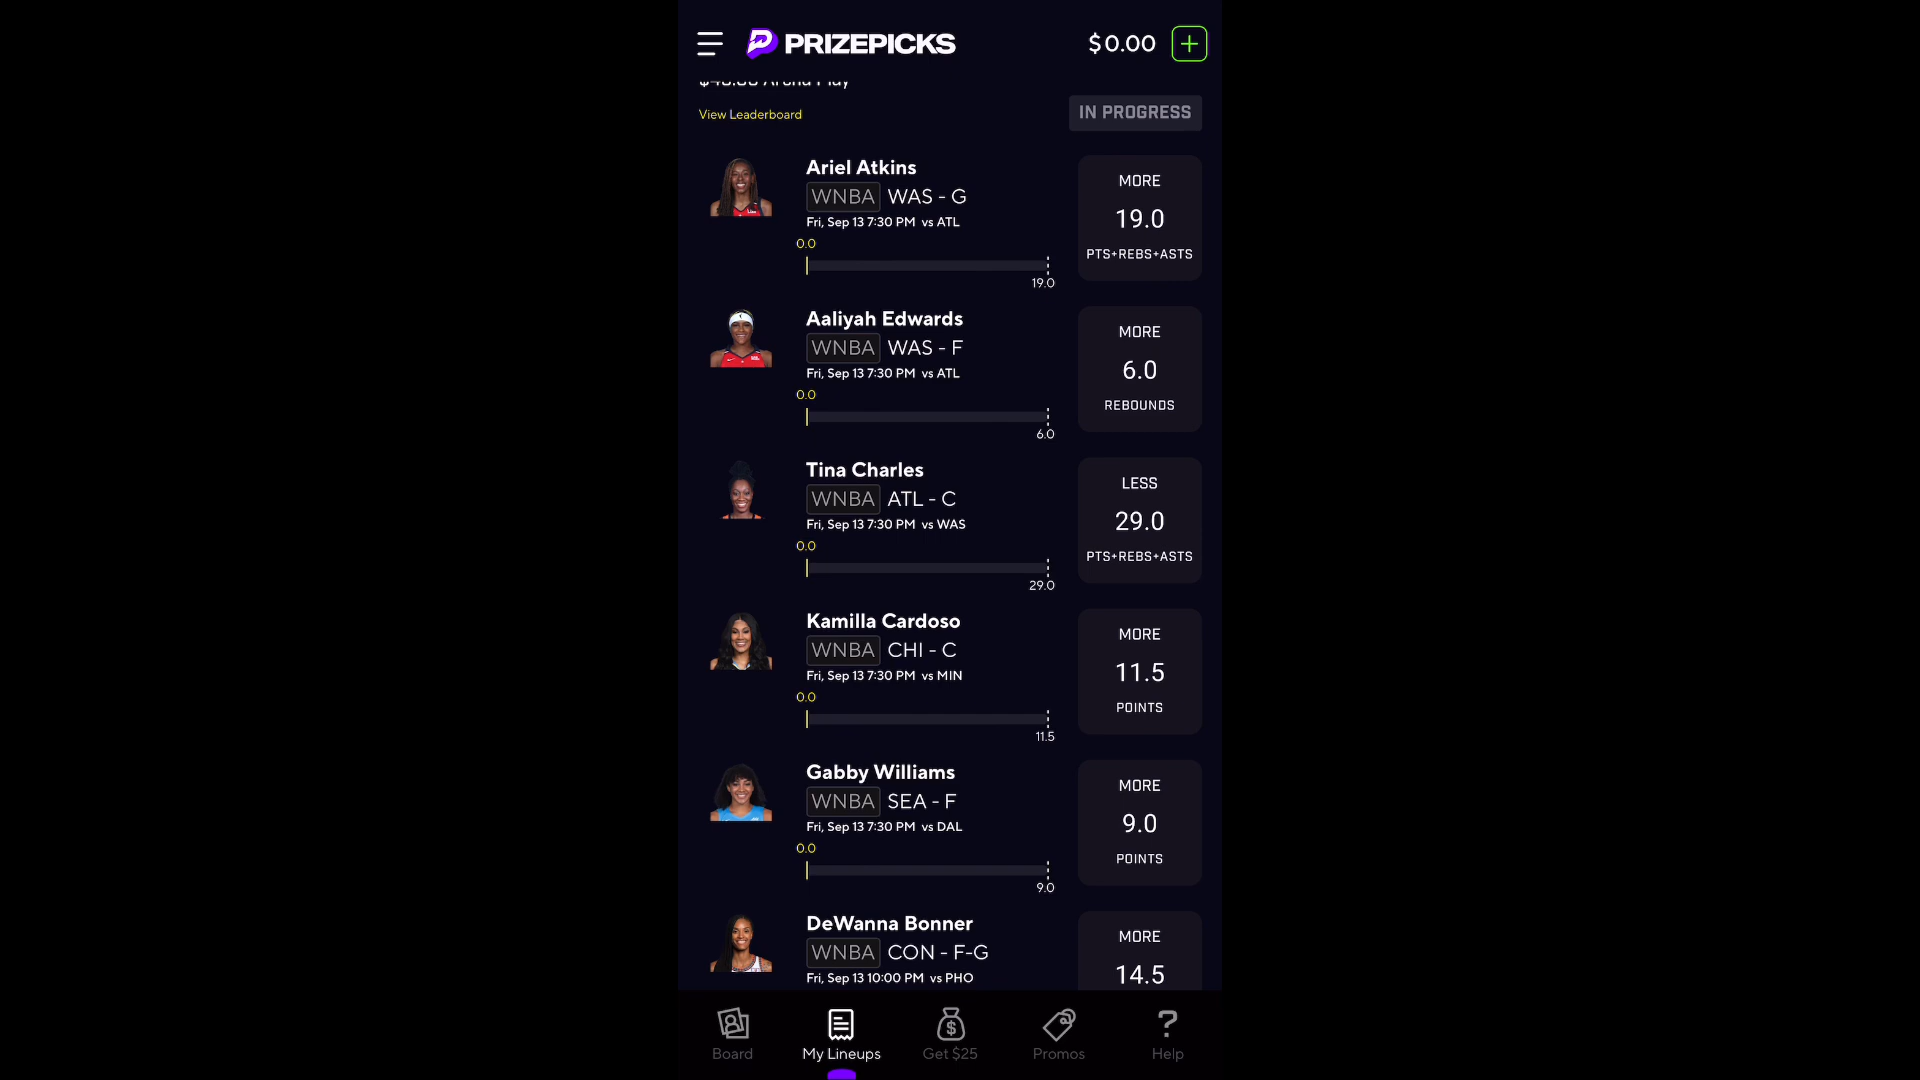 PRIZEPICKS
$0.00
Arena Play
View Leaderboard
IN PROGRESS
Ariel Atkins
WNBA WAS - G
Fri, Sep 13 7:30 PM vs ATL
0.0
19.0
MORE
19.0
PTS+REBS+ASTS
Aaliyah Edwards
WNBA WAS - F
Fri, Sep 13 7:30 PM vs ATL
0.0
6.0
MORE
6.0
REBOUNDS
Tina Charles
WNBA ATL - C
Fri, Sep 13 7:30 PM vs WAS
0.0
29.0
LESS
29.0
PTS+REBS+ASTS
Kamilla Cardoso
WNBA CHI - C
Fri, Sep 13 7:30 PM vs MIN
0.0
11.5
MORE
11.5
POINTS
Gabby Williams
WNBA SEA - F
Fri, Sep 13 7:30 PM vs DAL
0.0
9.0
MORE
9.0
POINTS
DeWanna Bonner
WNBA CON - F-G
Fri, Sep 13 10:00 PM vs PHO
MORE
14.5
Board
My Lineups
Get $25
Promos
Help